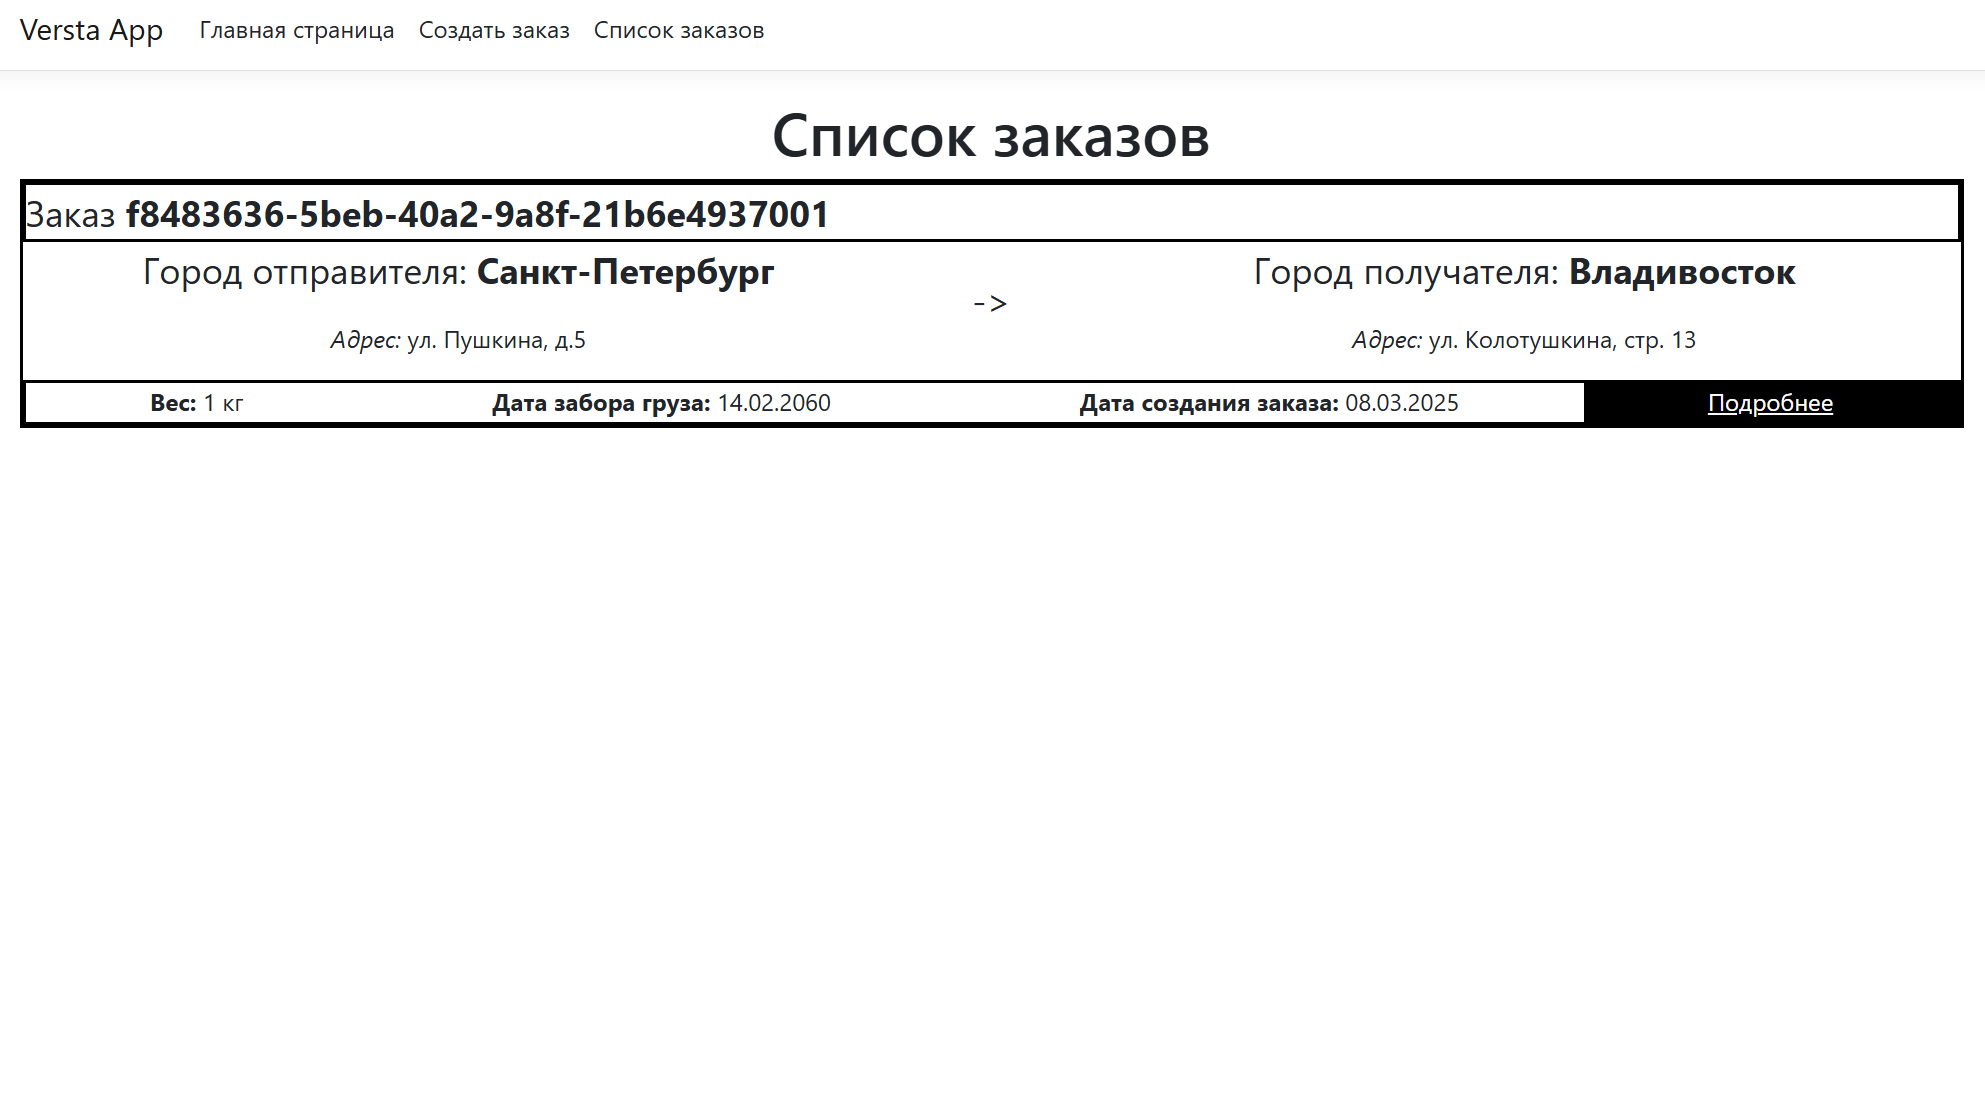 Versta App Главная страница Создать заказ Список заказов
Список заказов
Заказ f8483636-5beb-40a2-9a8f-21b6e4937001
Город отправителя: Санкт-Петербург
Адрес: ул. Пушкина, д.5
->
Город получателя: Владивосток
Адрес: ул. Колотушкина, стр. 13
Вес: 1 кг Дата забора груза: 14.02.2060 Дата создания заказа: 08.03.2025 Подробнее